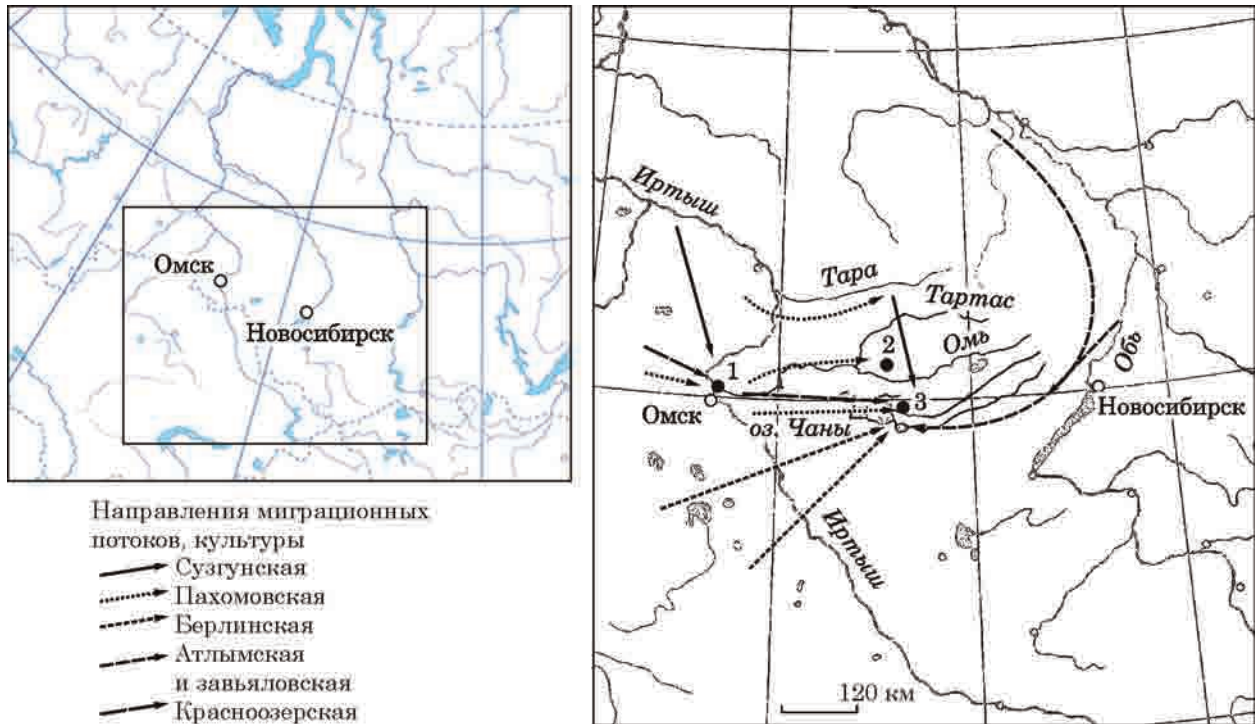 Омск
Новосибирск
Направления миграционных
потоков, культуры
Сузгунская
Пахомовская
Берлинская
Атлымская
и завьяловская
Красноозерская
Иртыш
Тара
Тартас
2
Омь
Обь
1
3
Омск
Новосибирск
оз. Чаны
Иртыш
120 км